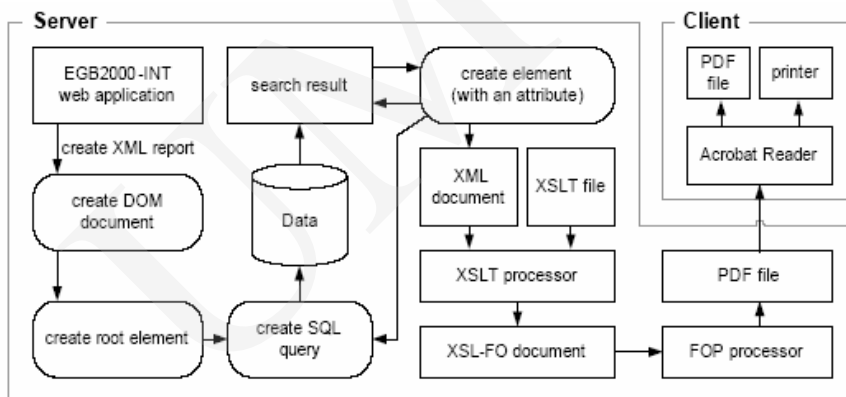 Server
Client
EGB2000-INT
web application
search result
create element
(with an attribute)
PDF
file
printer
create XML report
Acrobat Reader
create DOM
document
Data
XML
document
XSLT file
XSLT processor
PDF file
create root element
create SQL
query
XSL-FO document
FOP processor
UM